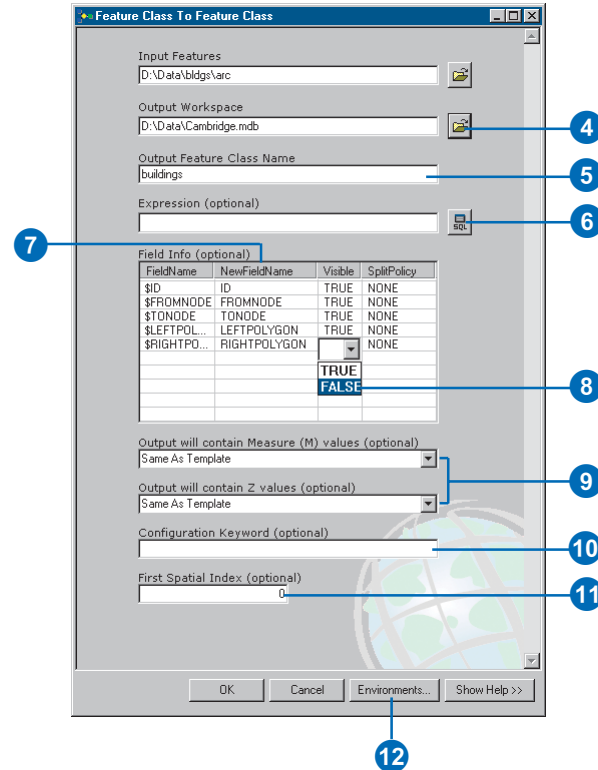 Feature Class To Feature Class
Input Features
D:\Data\bldgs\arc
Output Workspace
D:\Data\Cambridge.mdb
4
Output Feature Class Name
buildings
5
Expression (optional)
SQL
6
7
Field Info (optional)
FieldName NewFieldName Visible SplitPolicy
$ID ID TRUE NONE
$FROMNODE FROMNODE TRUE NONE
$TONODE TONODE TRUE NONE
$LEFTPOL... LEFTPOLYGON TRUE NONE
$RIGHTPO... RIGHTPOLYGON NONE
TRUE
FALSE
8
Output will contain Measure (M) values (optional)
Same As Template
9
Output will contain Z values (optional)
Same As Template
Configuration Keyword (optional)
10
First Spatial Index (optional)
0
11
OK Cancel Environments... Show Help >>
12